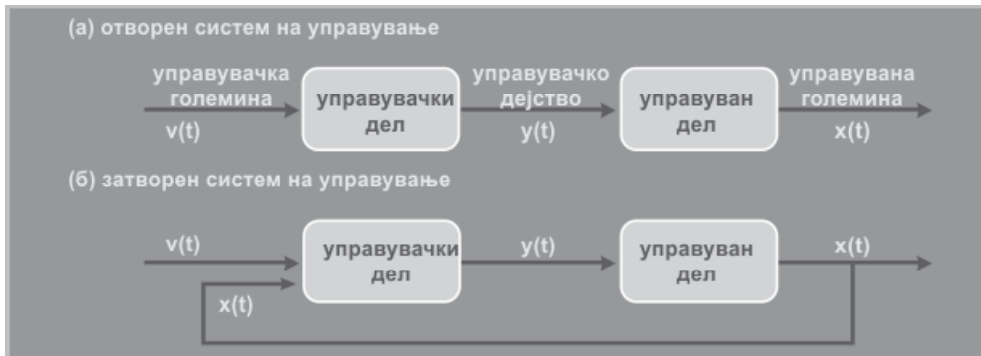 (а) отворен систем на управување
управувачка
големина
v(t)
управувачки
дел
управувачко
дејство
y(t)
управуван
дел
управувана
големина
x(t)
(б) затворен систем на управување
v(t)
x(t)
управувачки
дел
y(t)
управуван
дел
x(t)